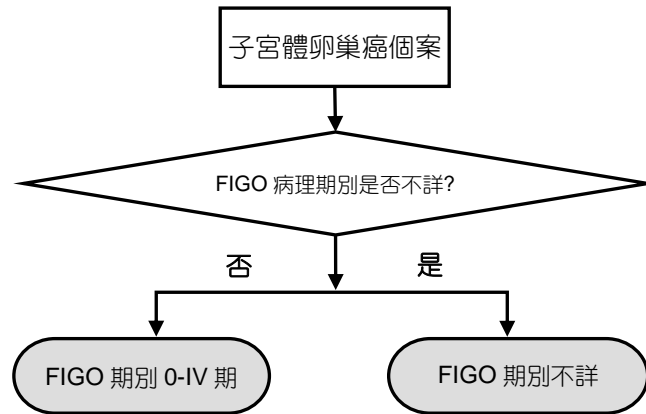 子宮體卵巢癌個案
FIGO 病理期別是否不詳?
否
是
FIGO 期別 0-IV 期
FIGO 期別不詳